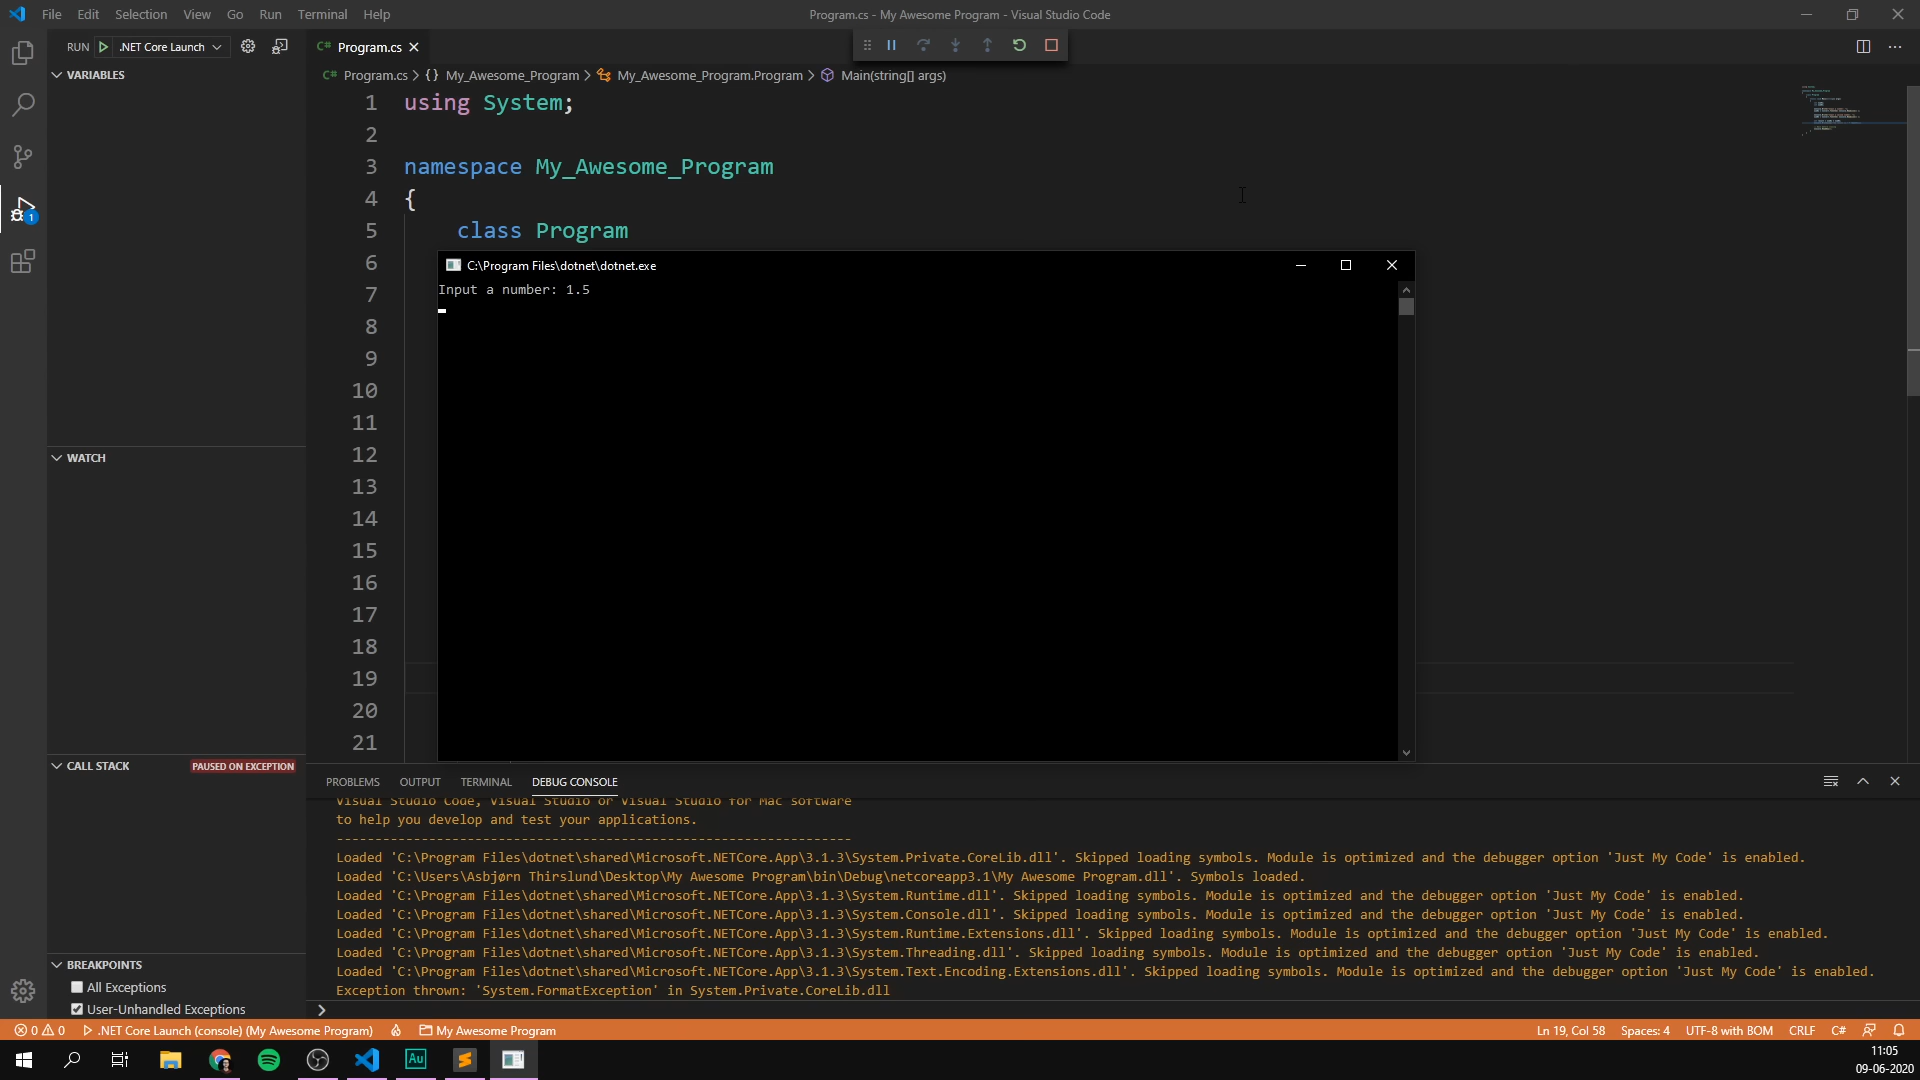 File Edit Selection View Go Run Terminal Help
Program.cs - My Awesome Program - Visual Studio Code
RUN .NET Core Launch
C# Program.cs
VARIABLES
C# Program.cs > {} My_Awesome_Program > My_Awesome_Program.Program > Main(string[] args)
1 using System;
2
3 namespace My_Awesome_Program
4 {
5 class Program
6
7
8
9
10
11
12
13
14
15
16
17
18
19
20
21
C:\Program Files\dotnet\dotnet.exe
Input a number: 1.5
WATCH
CALL STACK PAUSED ON EXCEPTION
BREAKPOINTS
All Exceptions
User-Unhandled Exceptions
1
PROBLEMS OUTPUT TERMINAL DEBUG CONSOLE
Visual Studio Code, Visual Studio or Visual Studio for Mac software
to help you develop and test your applications.
-------------------------------------------------------------------
Loaded 'C:\Program Files\dotnet\shared\Microsoft.NETCore.App\3.1.3\System.Private.CoreLib.dll'. Skipped loading symbols. Module is optimized and the debugger option 'Just My Code' is enabled.
Loaded 'C:\Users\Asbjørn Thirslund\Desktop\My Awesome Program\bin\Debug\netcoreapp3.1\My Awesome Program.dll'. Symbols loaded.
Loaded 'C:\Program Files\dotnet\shared\Microsoft.NETCore.App\3.1.3\System.Runtime.dll'. Skipped loading symbols. Module is optimized and the debugger option 'Just My Code' is enabled.
Loaded 'C:\Program Files\dotnet\shared\Microsoft.NETCore.App\3.1.3\System.Console.dll'. Skipped loading symbols. Module is optimized and the debugger option 'Just My Code' is enabled.
Loaded 'C:\Program Files\dotnet\shared\Microsoft.NETCore.App\3.1.3\System.Runtime.Extensions.dll'. Skipped loading symbols. Module is optimized and the debugger option 'Just My Code' is enabled.
Loaded 'C:\Program Files\dotnet\shared\Microsoft.NETCore.App\3.1.3\System.Threading.dll'. Skipped loading symbols. Module is optimized and the debugger option 'Just My Code' is enabled.
Loaded 'C:\Program Files\dotnet\shared\Microsoft.NETCore.App\3.1.3\System.Text.Encoding.Extensions.dll'. Skipped loading symbols. Module is optimized and the debugger option 'Just My Code' is enabled.
Exception thrown: 'System.FormatException' in System.Private.CoreLib.dll
0 0 .NET Core Launch (console) (My Awesome Program) My Awesome Program
Ln 19, Col 58 Spaces: 4 UTF-8 with BOM CRLF C#
Au
11:05
09-06-2020